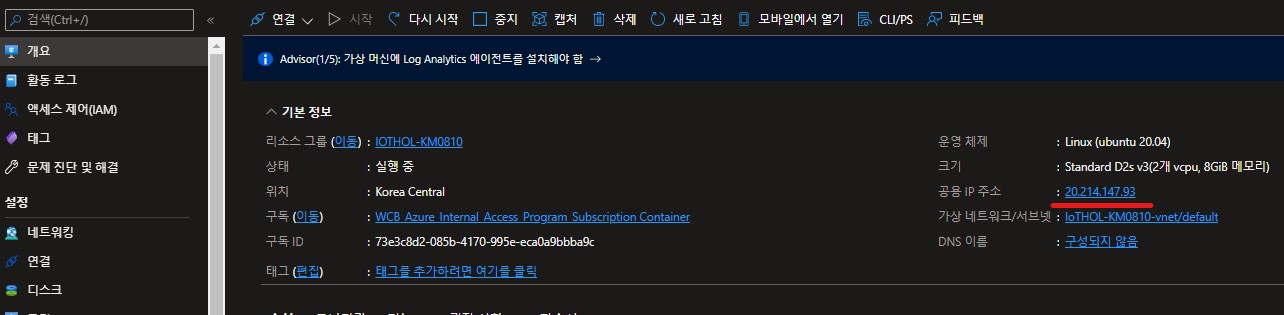 검색(Ctrl+/)
«
연결
시작
다시 시작
중지
캡처
삭제
새로 고침
모바일에서 열기
CLI/PS
피드백
개요
활동 로그
액세스 제어(IAM)
태그
문제 진단 및 해결
설정
네트워킹
연결
디스크
Advisor(1/5): 가상 머신에 Log Analytics 에이전트를 설치해야 함 →
기본 정보
리소스 그룹 (이동) : IOTHOL-KM0810
상태 : 실행 중
위치 : Korea Central
구독 (이동) : WCB_Azure_Internal_Access_Program_Subscription Container
구독 ID : 73e3c8d2-085b-4170-995e-eca0a9bbba9c
태그 (편집) : 태그를 추가하려면 여기를 클릭
운영 체제 : Linux (ubuntu 20.04)
크기 : Standard D2s v3(2개 vcpu, 8GiB 메모리)
공용 IP 주소 : 20.214.147.93
가상 네트워크/서브넷 : IoTHOL-KM0810-vnet/default
DNS 이름 : 구성되지 않음